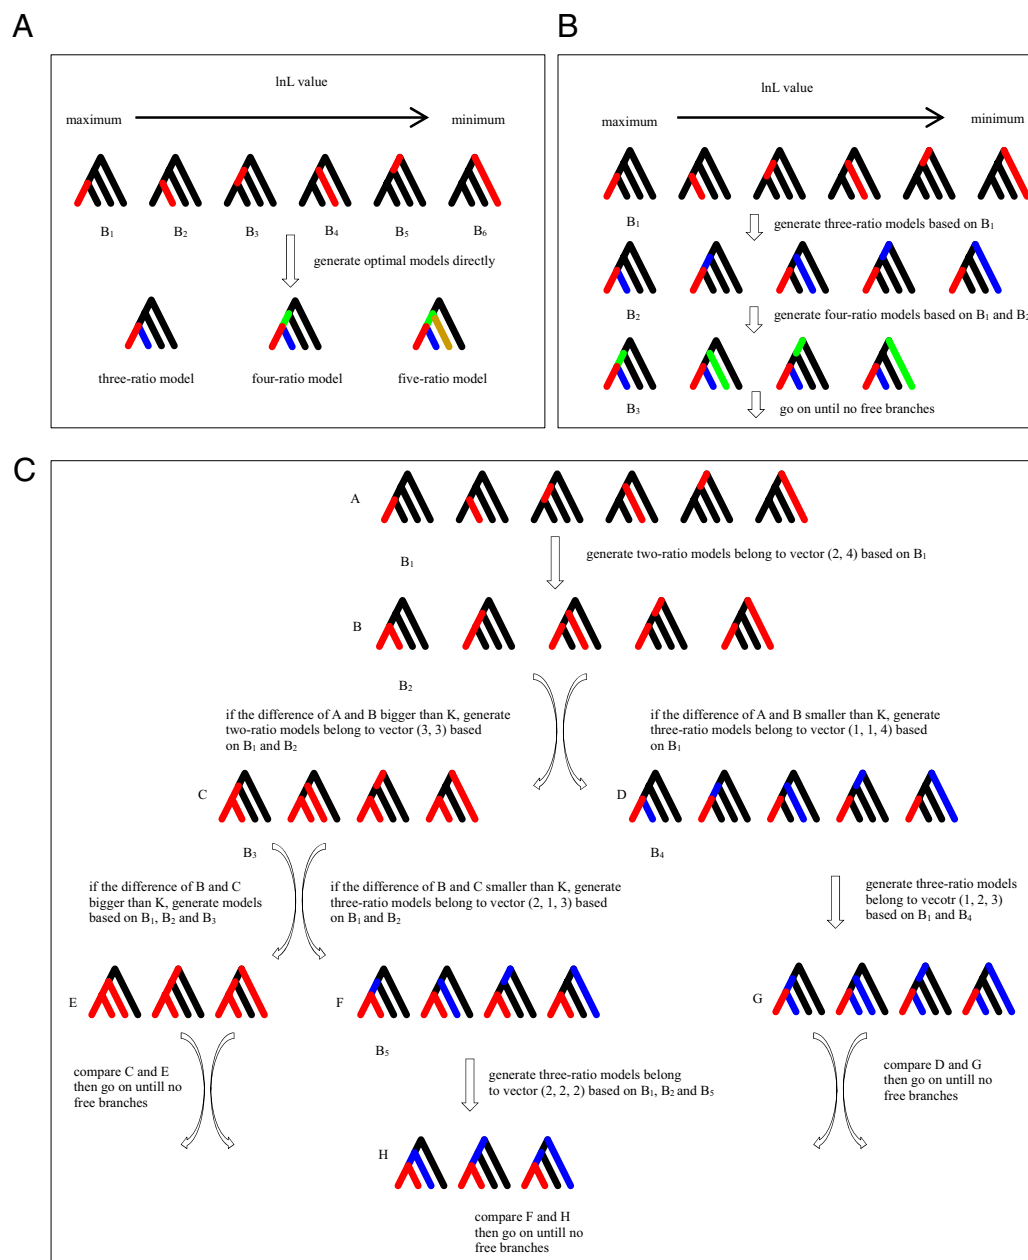 A
lnL value
maximum
minimum
B₁ B₂ B₃ B₄ B₅ B₆
generate optimal models directly
three-ratio model
four-ratio model
five-ratio model
B
lnL value
maximum
minimum
B₁
generate three-ratio models based on B₁
B₂
generate four-ratio models based on B₁ and B₂
B₃
go on until no free branches
C
A
B₁
generate two-ratio models belong to vector (2, 4) based on B₁
B
B₂
if the difference of A and B bigger than K, generate
two-ratio models belong to vector (3, 3) based
on B₁ and B₂
if the difference of A and B smaller than K, generate
three-ratio models belong to vector (1, 1, 4) based
on B₁
C
B₃
D
B₄
if the difference of B and C
bigger than K, generate models
based on B₁, B₂ and B₃
if the difference of B and C smaller than K, generate
three-ratio models belong to vector (2, 1, 3) based
on B₁ and B₂
generate three-ratio models
belong to vecotr (1, 2, 3)
based on B₁ and B₄
E
F
B₅
G
compare C and E
then go on untill no
free branches
generate three-ratio models belong
to vector (2, 2, 2) based on B₁, B₂ and B₅
compare D and G
then go on untill no
free branches
H
compare F and H
then go on untill no
free branches